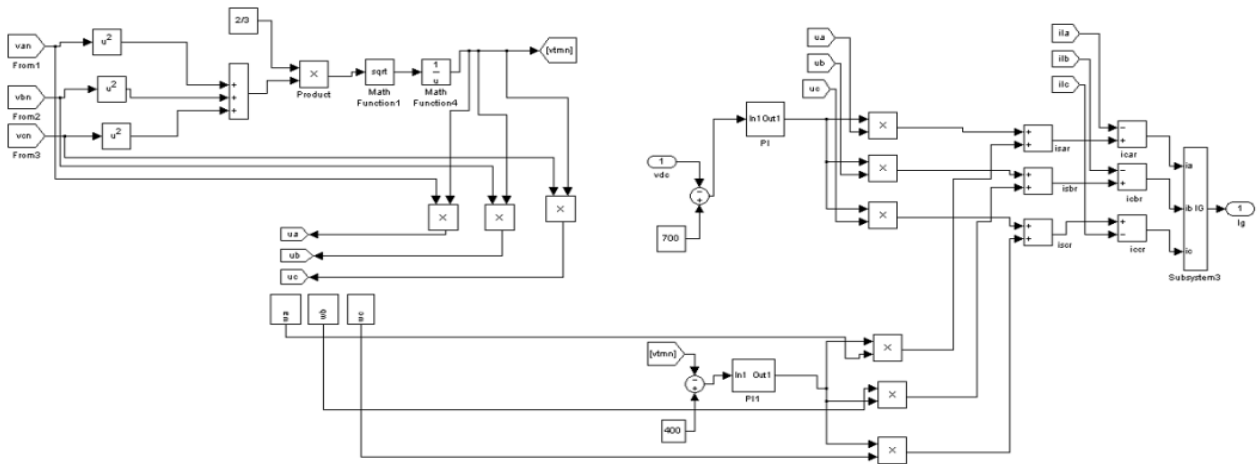 van
From1
u²
vbn
From2
u²
vcn
From3
u²
+
+
+
2/3
×
Product
sqrt
Math
Function1
1
u
Math
Function4
[vtmn]
×
×
×
ua
ub
uc
ua
ub
uc
1
vdc
−
+
700
In1 Out1
PI
ua
ub
uc
×
×
×
+
+
isar
+
+
isbr
+
+
iscr
ila
ilb
ilc
−
+
icar
−
+
icbr
+
−
iccr
ia
ib IG
ic
Subsystem3
1
Ig
[vtmn]
−
+
400
In1 Out1
PI1
×
×
×